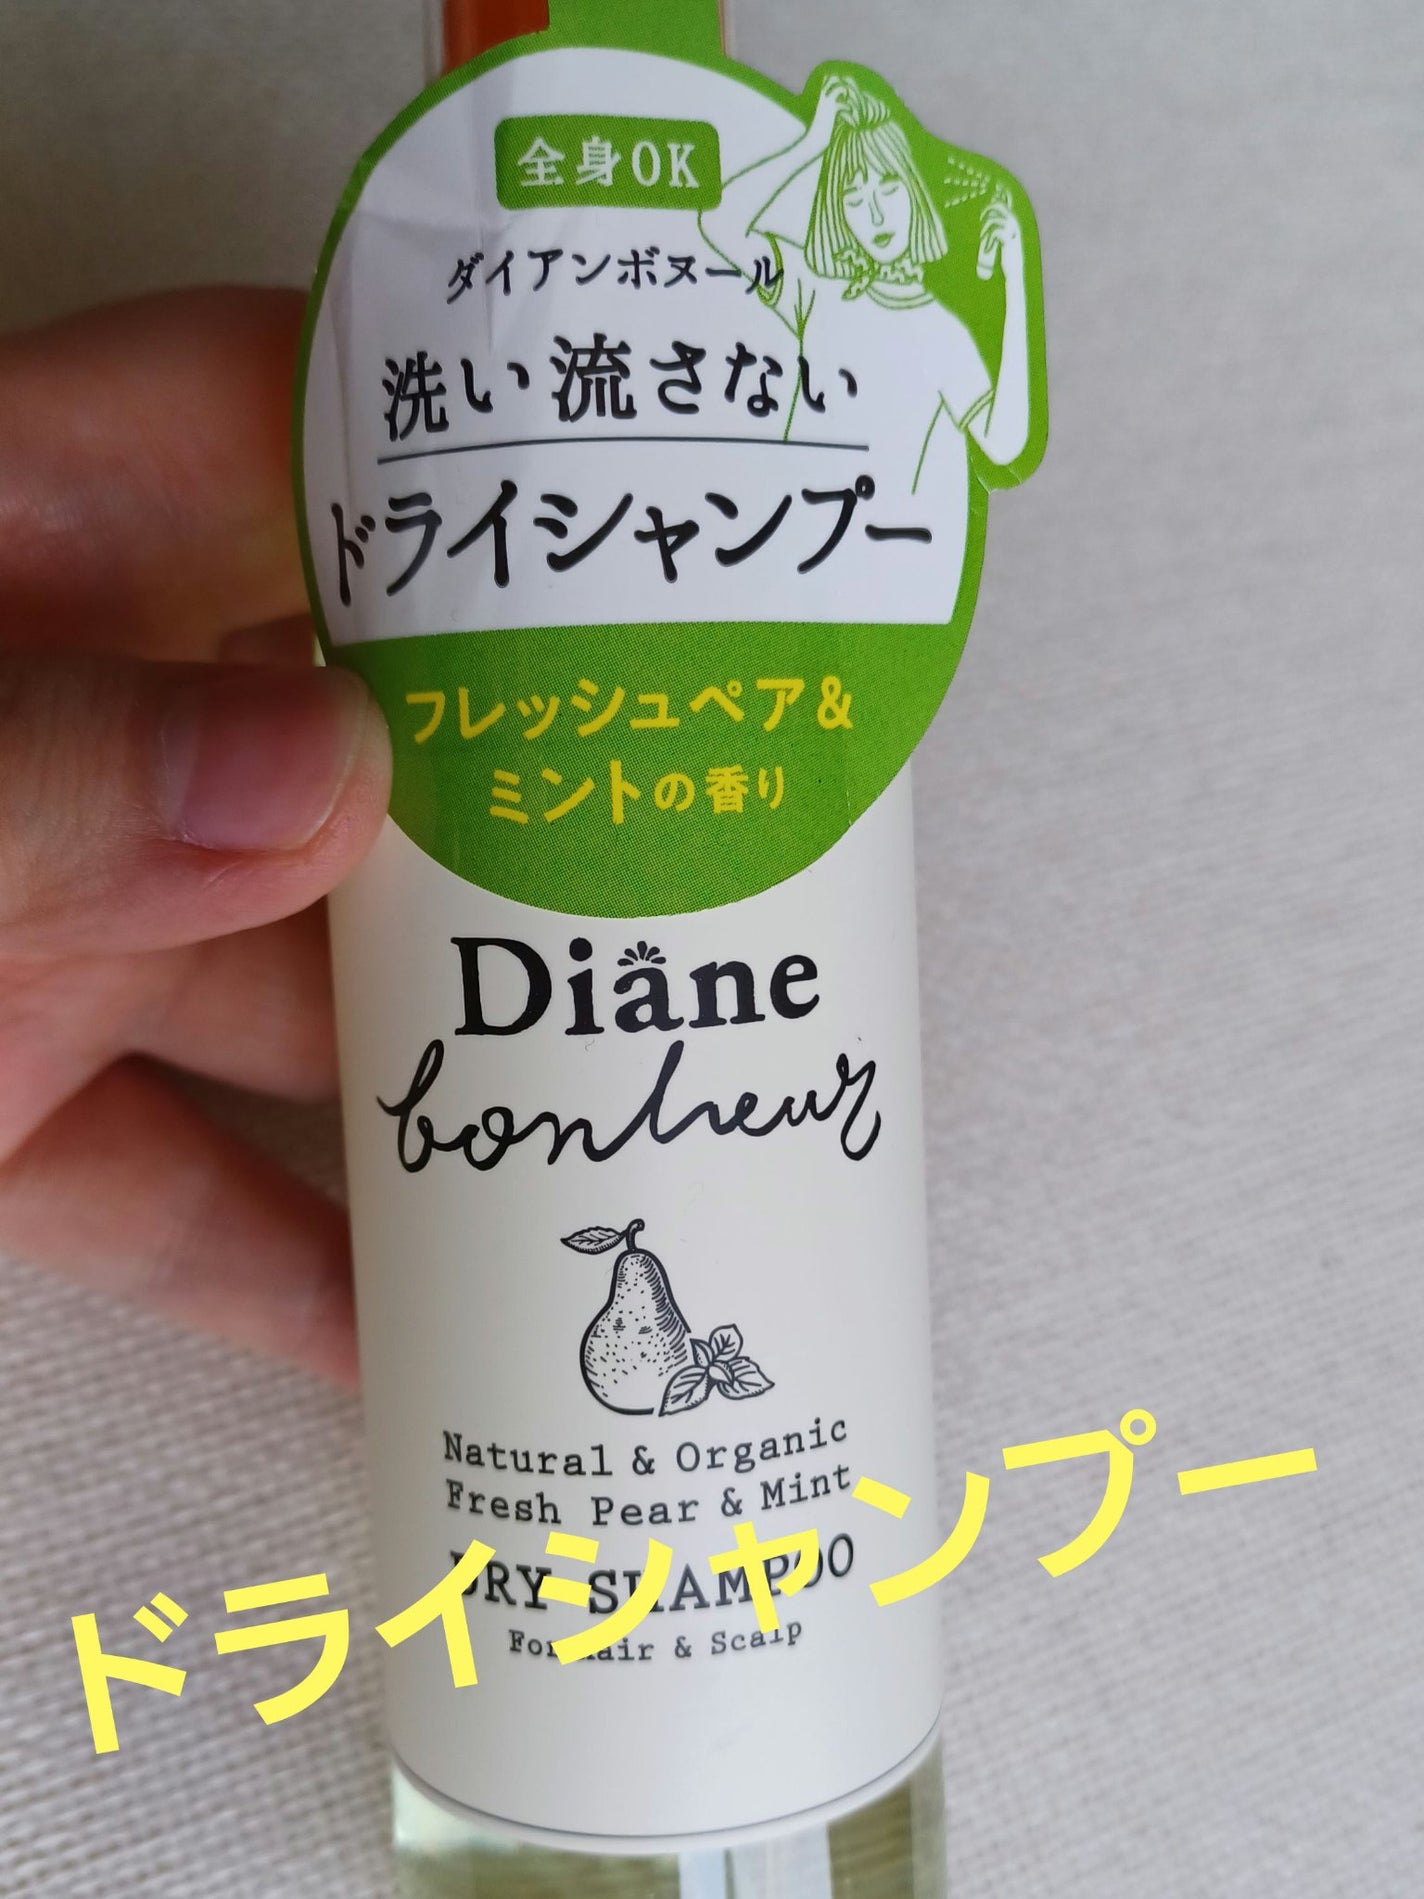 全身OK
ダイアンボヌール
洗い流さない
ドライシャンプー
フレッシュペア&
ミントの香り
Diane
bonheur
Natural & Organic
Fresh Pear & Mint
DRY SHAMPOO
For Hair & Scalp
ドライシャンプー